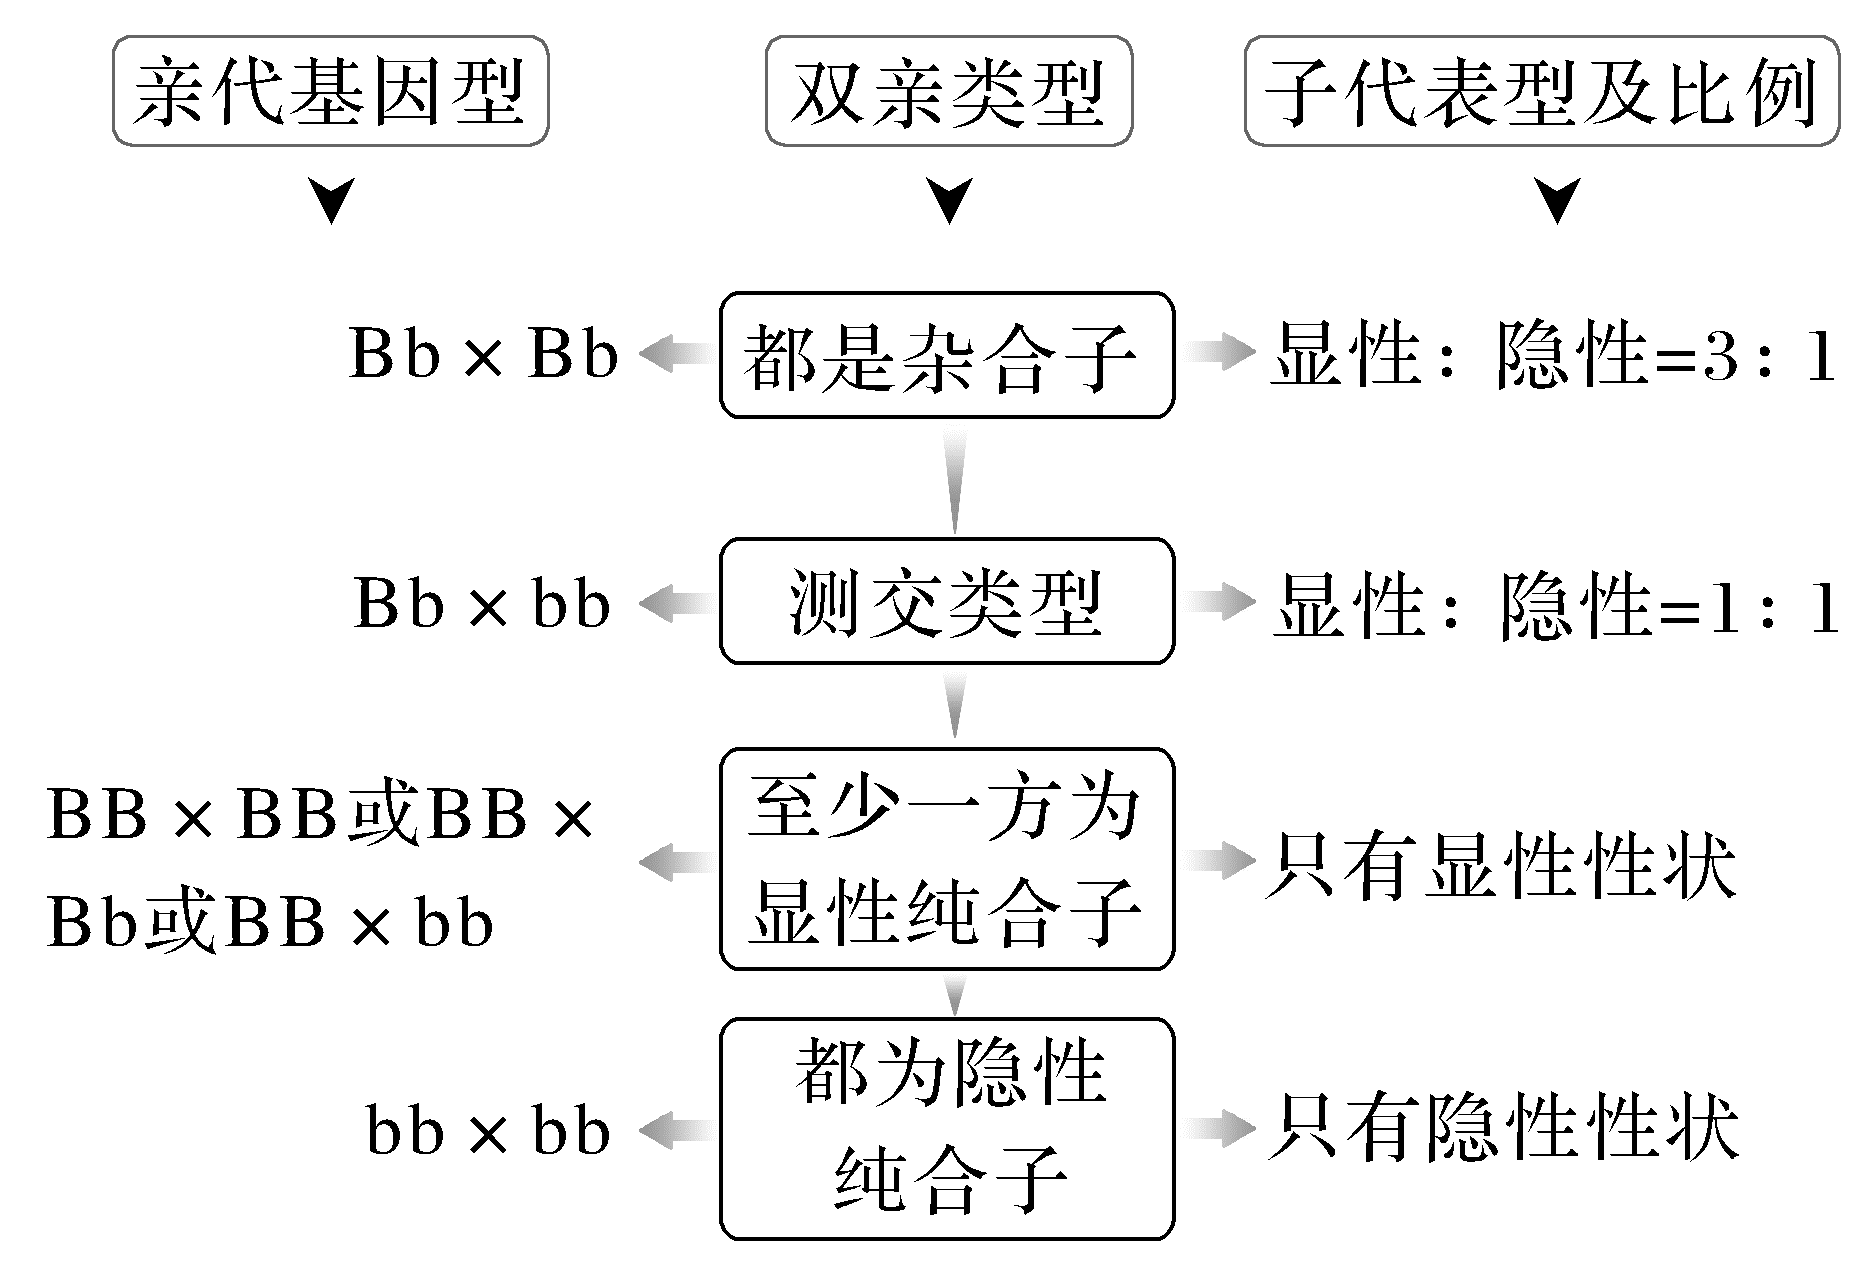 亲代基因型 双亲类型 子代表型及比例
Bb×Bb 都是杂合子 显性：隐性=3：1
Bb×bb 测交类型 显性：隐性=1：1
BB×BB或BB×
Bb或BB×bb
至少一方为
显性纯合子
只有显性性状
bb×bb
都为隐性
纯合子
只有隐性性状